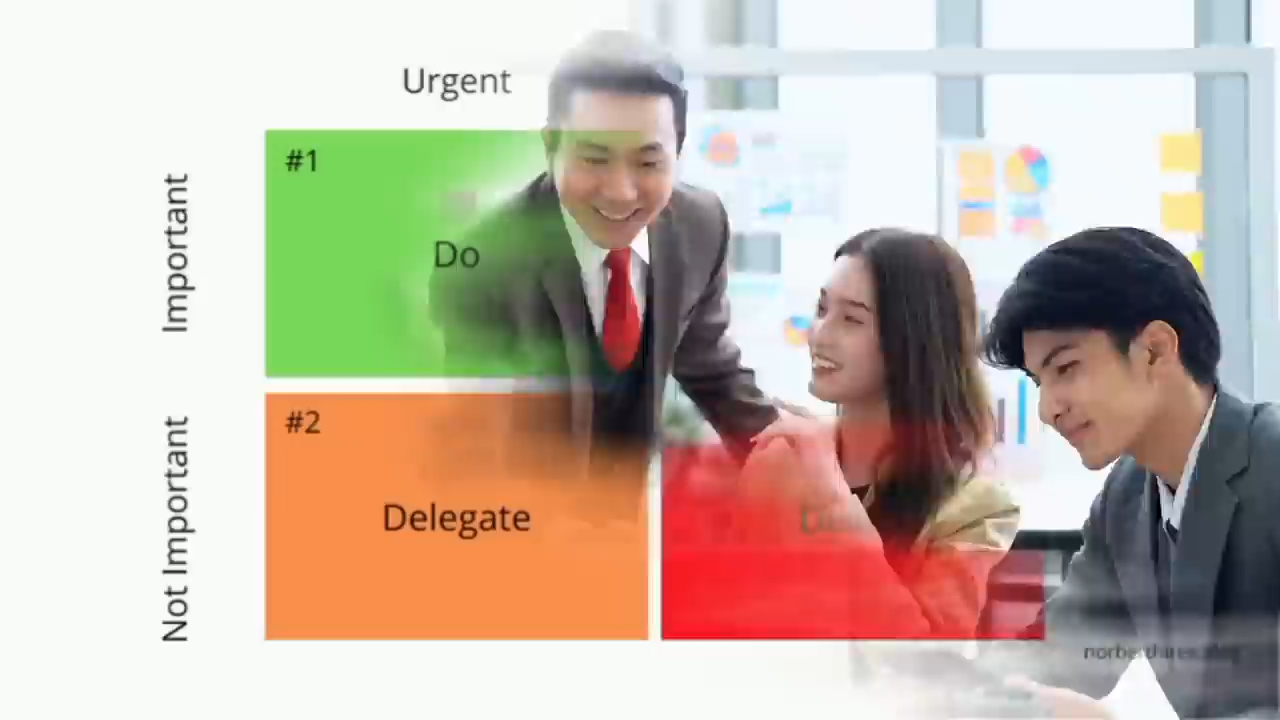 Urgent
Important
#1
Do
Not Important
#2
Delegate